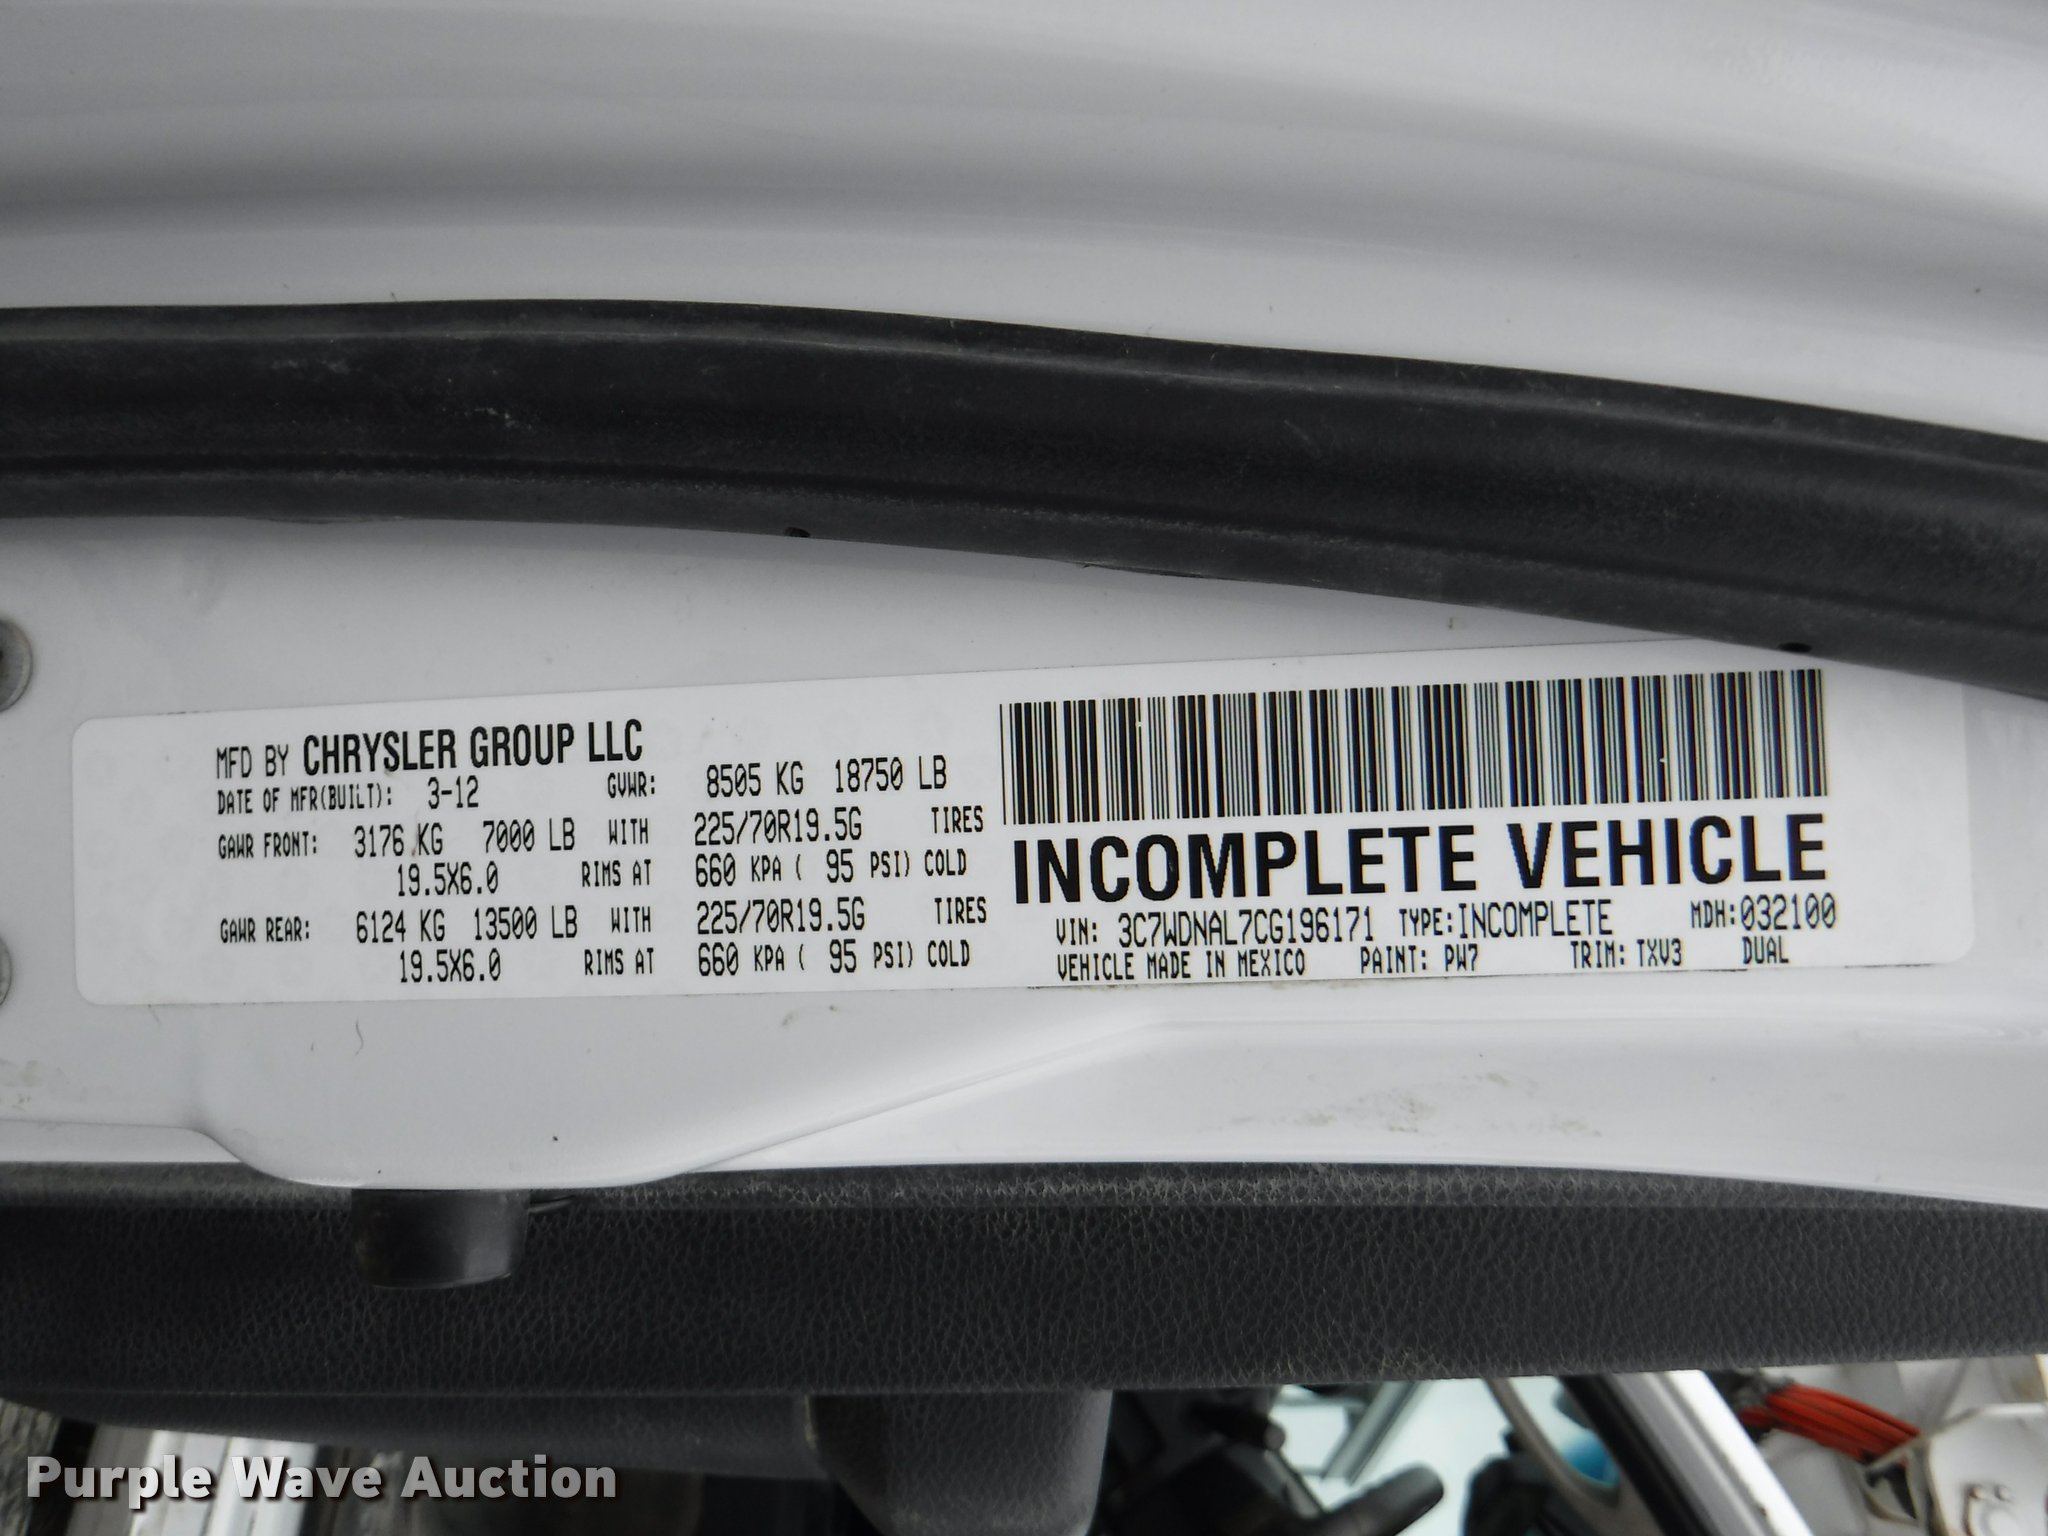 MFD BY CHRYSLER GROUP LLC
DATE OF MFR(BUILT): 3-12 GVWR: 8505 KG 18750 LB
GAWR FRONT: 3176 KG 7000 LB WITH 225/70R19.5G TIRES
19.5X6.0 RIMS AT 660 KPA ( 95 PSI) COLD
GAWR REAR: 6124 KG 13500 LB WITH 225/70R19.5G TIRES
19.5X6.0 RIMS AT 660 KPA ( 95 PSI) COLD
INCOMPLETE VEHICLE
VIN: 3C7WDNAL7CG196171 TYPE:INCOMPLETE MDH:032100
VEHICLE MADE IN MEXICO PAINT: PW7 TRIM: TXV3 DUAL
Purple Wave Auction